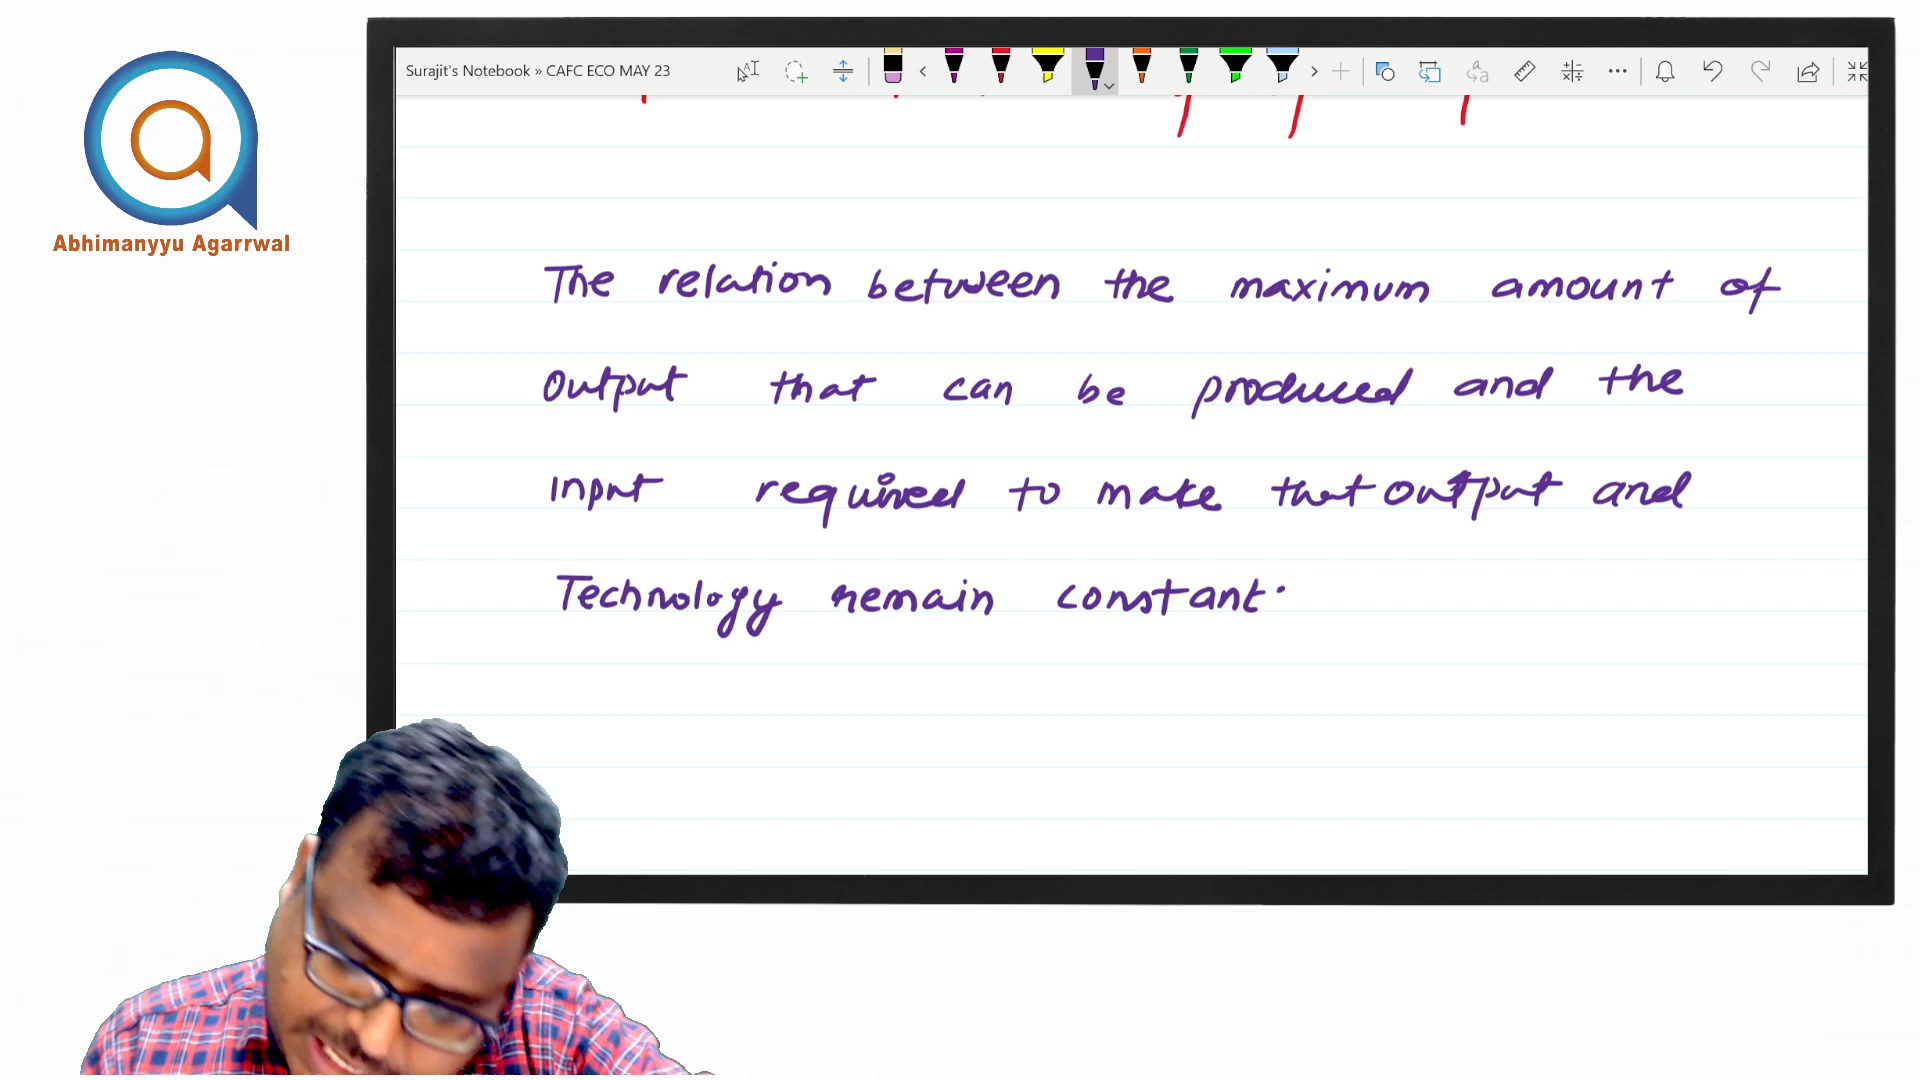 Surajit's Notebook » CAFC ECO MAY 23
Abhimanyyu Agarrwal
The relation between the maximum amount of
Output that can be produced and the
input required to make that output and
Technology remain constant.